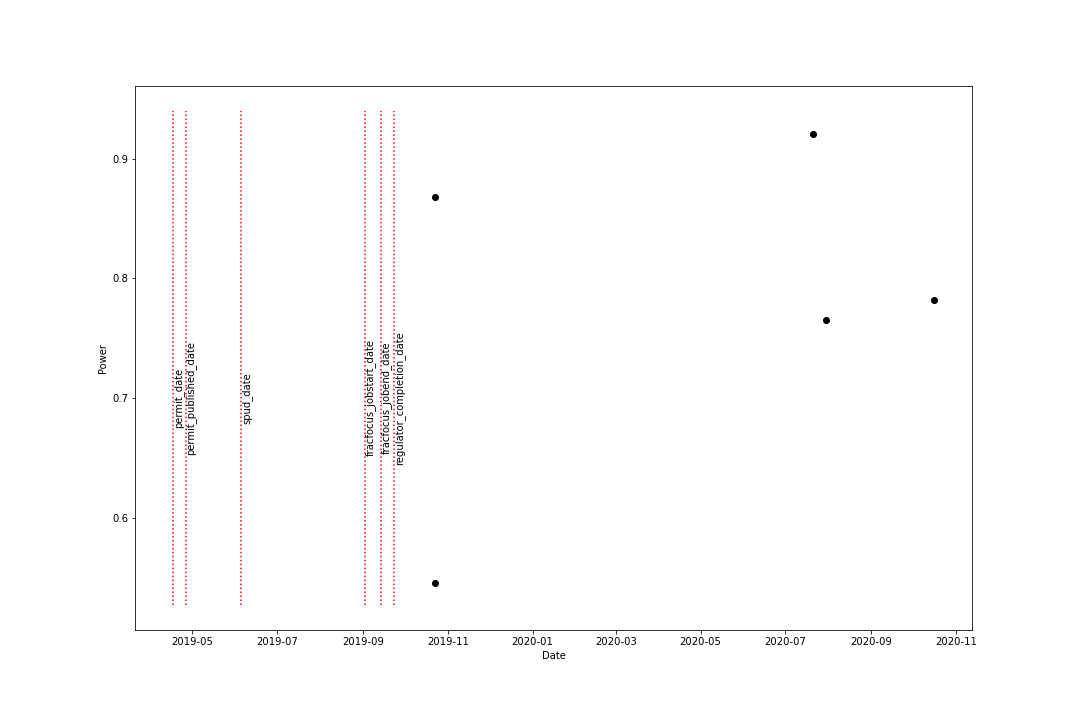 0.9
0.8
0.7
0.6
Power
permit_date
permit_published_date
spud_date
fracfocus_jobstart_date
fracfocus_jobend_date
regulator_completion_date
2019-05
2019-07
2019-09
2019-11
2020-01
2020-03
2020-05
2020-07
2020-09
2020-11
Date